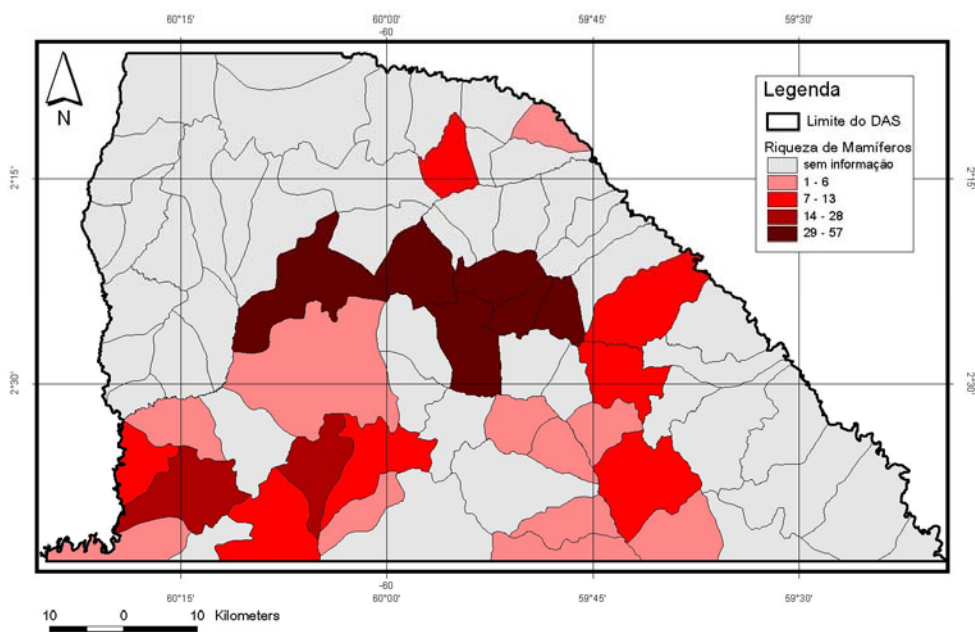 60°15' 60°00' 59°45' 59°30'
-60
N
Legenda
Limite do DAS
Riqueza de Mamíferos
sem informação
1 - 6
7 - 13
14 - 28
29 - 57
2°15' 2°15'
2°30' 2°30'
-60
60°15' 60°00' 59°45' 59°30'
10 0 10 Kilometers